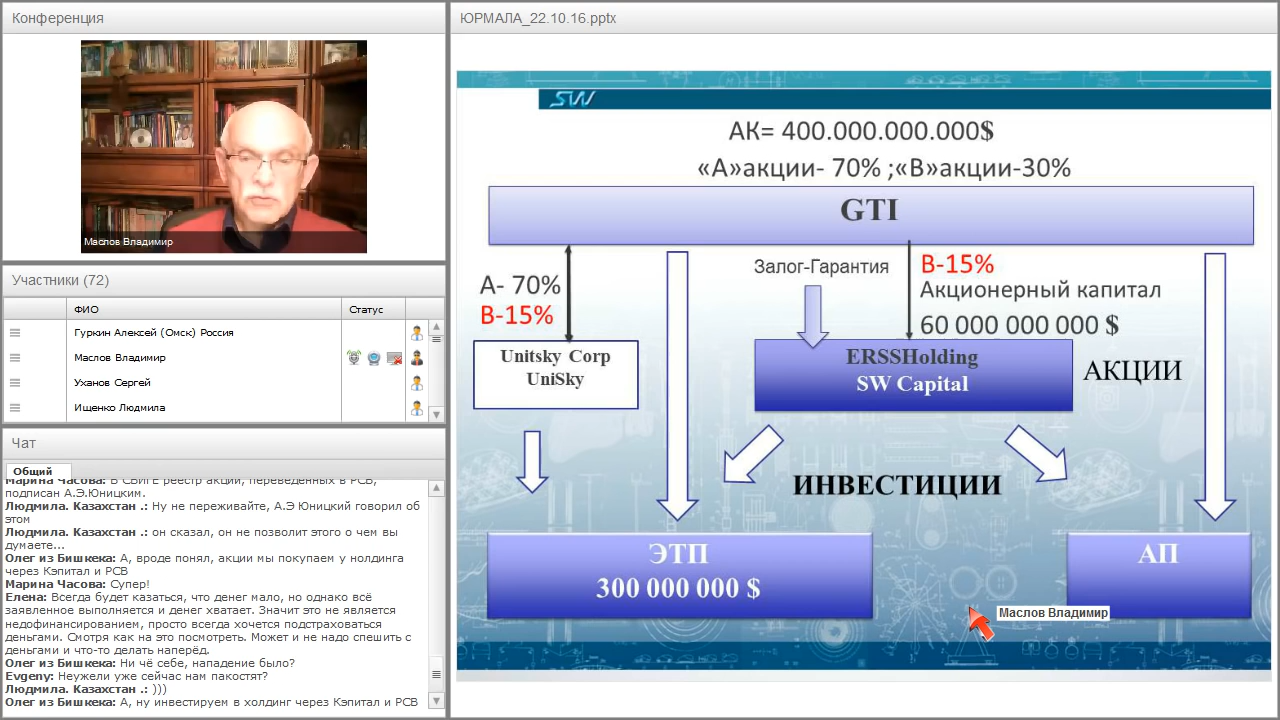 Конференция
Маслов Владимир
Участники (72)
ФИО
Статус
Гуркин Алексей (Омск) Россия
Маслов Владимир
Уханов Сергей
Ищенко Людмила
Чат
Общий
Марина Часова: В СВИГЕ реестр акций, переведенных в РСВ,
подписан А.Э.Юницким.
Людмила. Казахстан .: Ну не переживайте, А.Э Юницкий говорил об
этом
Людмила. Казахстан .: он сказал, он не позволит этого о чем вы
думаете...
Олег из Бишкека: А, вроде понял, акции мы покупаем у нолдинга
через Кэпитал и РСВ
Марина Часова: Супер!
Елена: Всегда будет казаться, что денег мало, но однако всё
заявленное выполняется и денег хватает. Значит это не является
недофинансированием, просто всегда хочется подстраховаться
деньгами. Смотря как на это посмотреть. Может и не надо спешить с
деньгами и что-то делать наперёд.
Олег из Бишкека: Ни чё себе, нападение было?
Evgeny: Неужели уже сейчас нам пакостят?
Людмила. Казахстан .: )))
Олег из Бишкека: А, ну инвестируем в холдинг через Кэпитал и РСВ
ЮРМАЛА_22.10.16.pptx
SW
АК= 400.000.000.000$
«А»акции- 70% ;«В»акции-30%
GTI
А- 70%
В-15%
Залог-Гарантия
В-15%
Акционерный капитал
60 000 000 000 $
Unitsky Corp
UniSky
ERSSHolding
SW Capital
АКЦИИ
ИНВЕСТИЦИИ
ЭТП
300 000 000 $
АП
Маслов Владимир